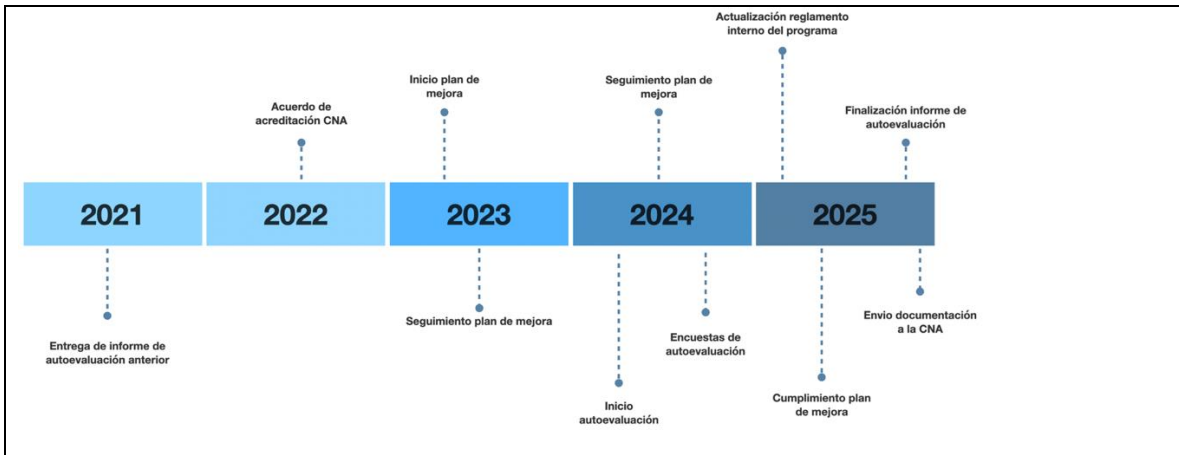 Actualización reglamento
interno del programa
Inicio plan de
mejora
Seguimiento plan de
mejora
Acuerdo de
acreditación CNA
Finalización informe de
autoevaluación
2021
2022
2023
2024
2025
Seguimiento plan de mejora
Envio documentación
a la CNA
Entrega de informe de
autoevaluación anterior
Encuestas de
autoevaluación
Inicio
autoevaluación
Cumplimiento plan
de mejora